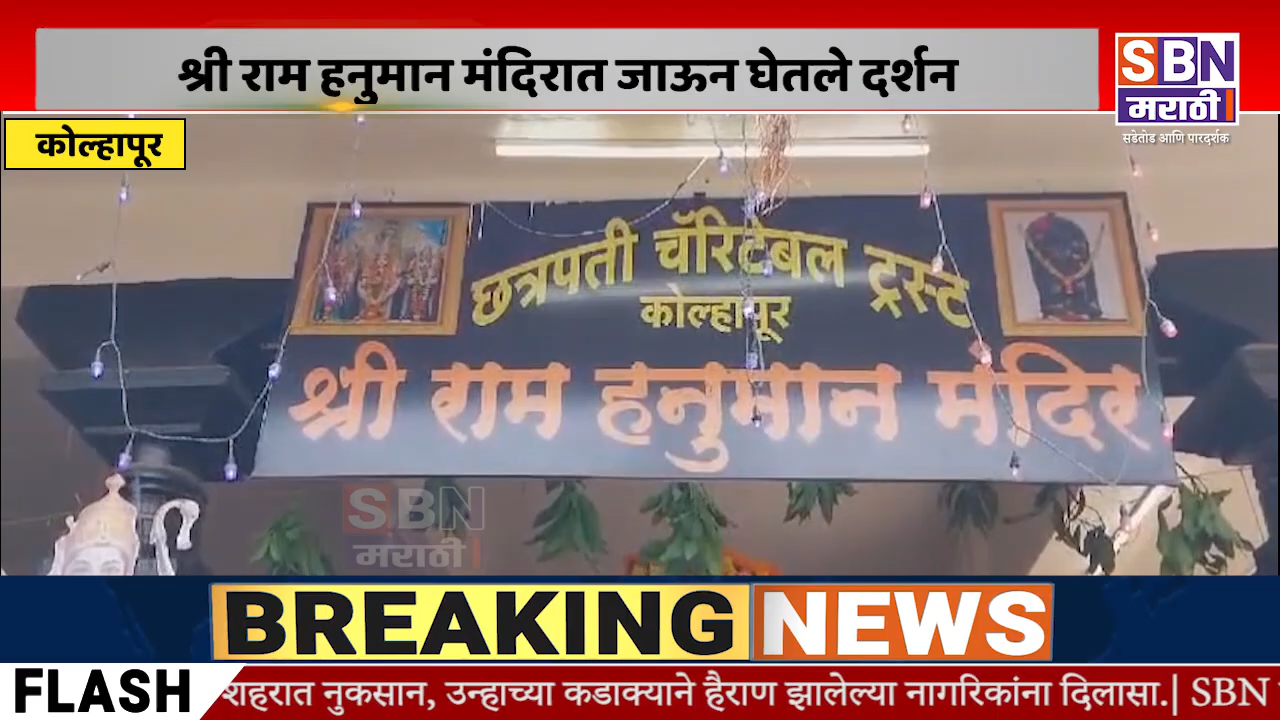 श्री राम हनुमान मंदिरात जाऊन घेतले दर्शन
SBN
मराठी
सडेतोड आणि पारदर्शक
कोल्हापूर
छत्रपती चॅरिटेबल ट्रस्ट
कोल्हापूर
श्री राम हनुमान मंदिर
SBN
मराठी
BREAKING NEWS
FLASH
शहरात नुकसान, उन्हाच्या कडाक्याने हैराण झालेल्या नागरिकांना दिलासा.| SBN